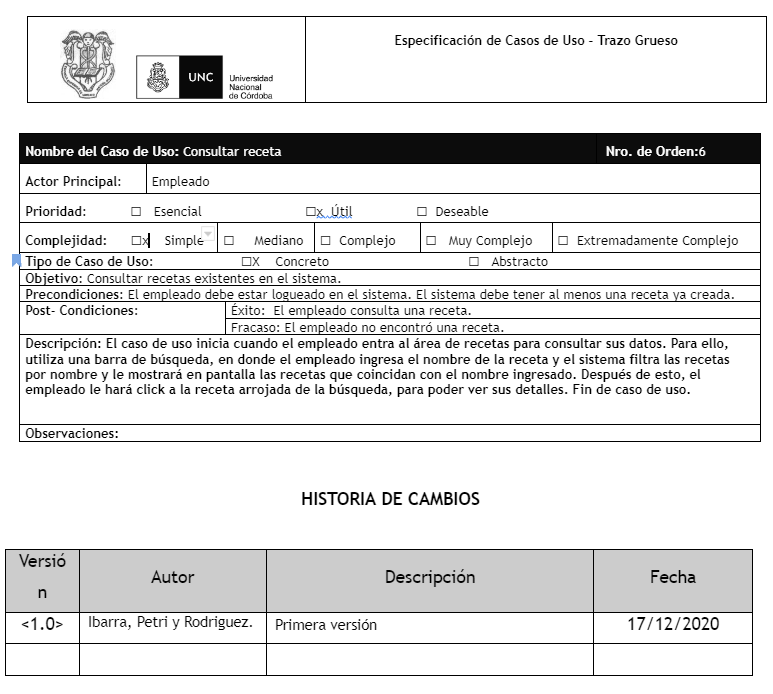 Especificación de Casos de Uso – Trazo Grueso
UNC
Universidad
Nacional
de Córdoba
Nombre del Caso de Uso: Consultar receta
Nro. de Orden:6
Actor Principal: Empleado
Prioridad: ☐ Esencial ☐x Útil ☐ Deseable
Complejidad: ☐x Simple ☐ Mediano ☐ Complejo ☐ Muy Complejo ☐ Extremadamente Complejo
Tipo de Caso de Uso: ☐X Concreto ☐ Abstracto
Objetivo: Consultar recetas existentes en el sistema.
Precondiciones: El empleado debe estar logueado en el sistema. El sistema debe tener al menos una receta ya creada.
Post- Condiciones: Éxito: El empleado consulta una receta.
Fracaso: El empleado no encontró una receta.
Descripción: El caso de uso inicia cuando el empleado entra al área de recetas para consultar sus datos. Para ello,
utiliza una barra de búsqueda, en donde el empleado ingresa el nombre de la receta y el sistema filtra las recetas
por nombre y le mostrará en pantalla las recetas que coincidan con el nombre ingresado. Después de esto, el
empleado le hará click a la receta arrojada de la búsqueda, para poder ver sus detalles. Fin de caso de uso.
Observaciones:
HISTORIA DE CAMBIOS
Versió
n
Autor
Descripción
Fecha
<1.0> Ibarra, Petri y Rodriguez. Primera versión 17/12/2020